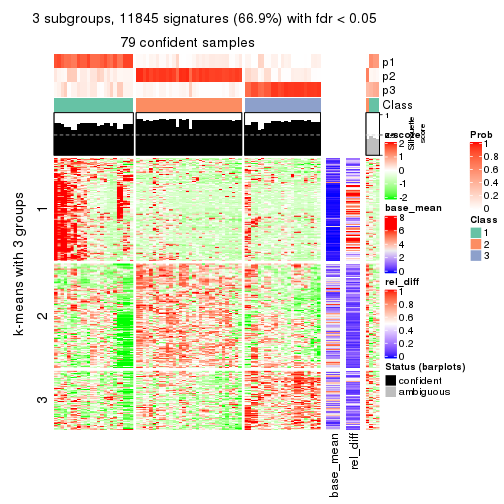 3 subgroups, 11845 signatures (66.9%) with fdr < 0.05
79 confident samples
p1
p2
p3
Class
1
Silhouette
score
k-means with 3 groups
1
2
3
base_mean
rel_diff
z-score
2
1
0
-2
base_mean
8
6
4
2
0
rel_diff
1
0.8
0.6
0.4
0.2
0
Status (barplots)
confident
ambiguous
Prob
1
0.8
0.6
0.4
0.2
0
Class
1
2
3